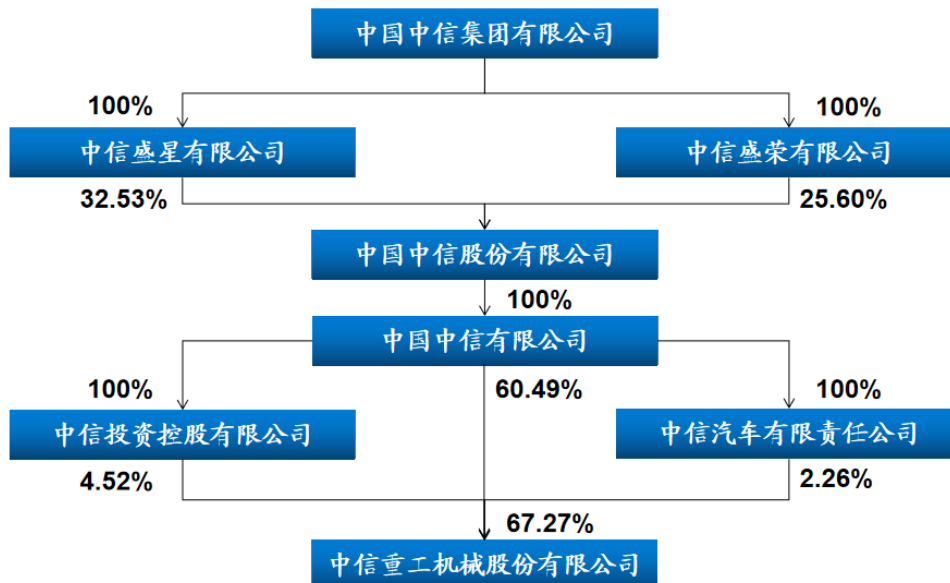 中国中信集团有限公司
100%
100%
中信盛星有限公司
中信盛荣有限公司
32.53%
25.60%
中国中信股份有限公司
100%
中国中信有限公司
100%
60.49%
100%
中信投资控股有限公司
中信汽车有限责任公司
4.52%
2.26%
67.27%
中信重工机械股份有限公司